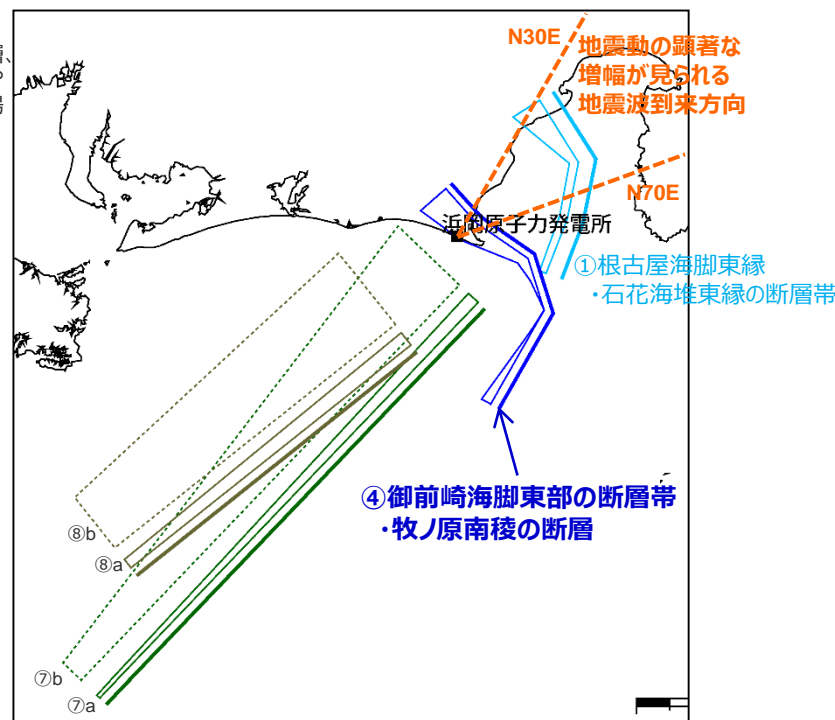 N30E
地震動の顕著な
増幅が見られる
地震波到来方向
N70E
浜岡原子力発電所
①根古屋海脚東縁
・石花海堆東縁の断層帯
④御前崎海脚東部の断層帯
・牧ノ原南稜の断層
⑧b
⑧a
⑦b
⑦a